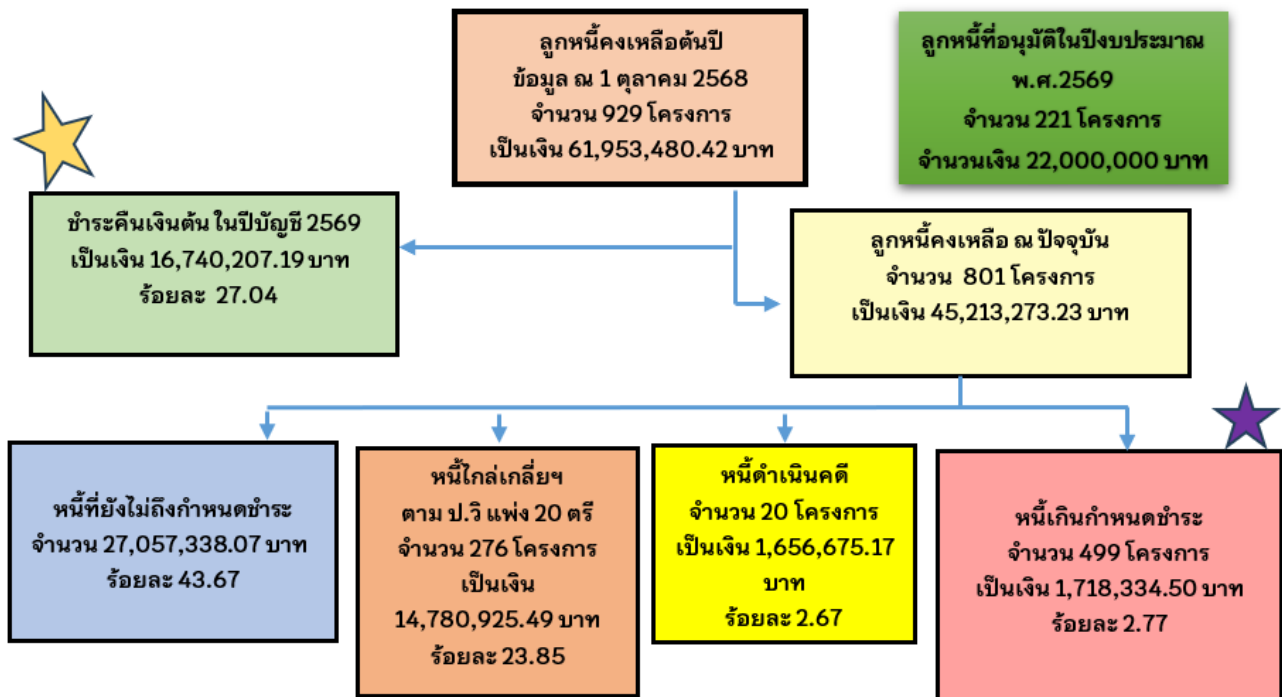 ลูกหนี้คงเหลือต้นปี
ข้อมูล ณ 1 ตุลาคม 2568
จำนวน 929 โครงการ
เป็นเงิน 61,953,480.42 บาท
ลูกหนี้ที่อนุมัติในปีงบประมาณ
พ.ศ.2569
จำนวน 221 โครงการ
จำนวนเงิน 22,000,000 บาท
ชำระคืนเงินต้น ในปีบัญชี 2569
เป็นเงิน 16,740,207.19 บาท
ร้อยละ 27.04
ลูกหนี้คงเหลือ ณ ปัจจุบัน
จำนวน 801 โครงการ
เป็นเงิน 45,213,273.23 บาท
หนี้ที่ยังไม่ถึงกำหนดชำระ
จำนวน 27,057,338.07 บาท
ร้อยละ 43.67
หนี้ไกล่เกลี่ยฯ
ตาม ป.วิ แพ่ง 20 ตรี
จำนวน 276 โครงการ
เป็นเงิน
14,780,925.49 บาท
ร้อยละ 23.85
หนี้ดำเนินคดี
จำนวน 20 โครงการ
เป็นเงิน 1,656,675.17
บาท
ร้อยละ 2.67
หนี้เกินกำหนดชำระ
จำนวน 499 โครงการ
เป็นเงิน 1,718,334.50 บาท
ร้อยละ 2.77